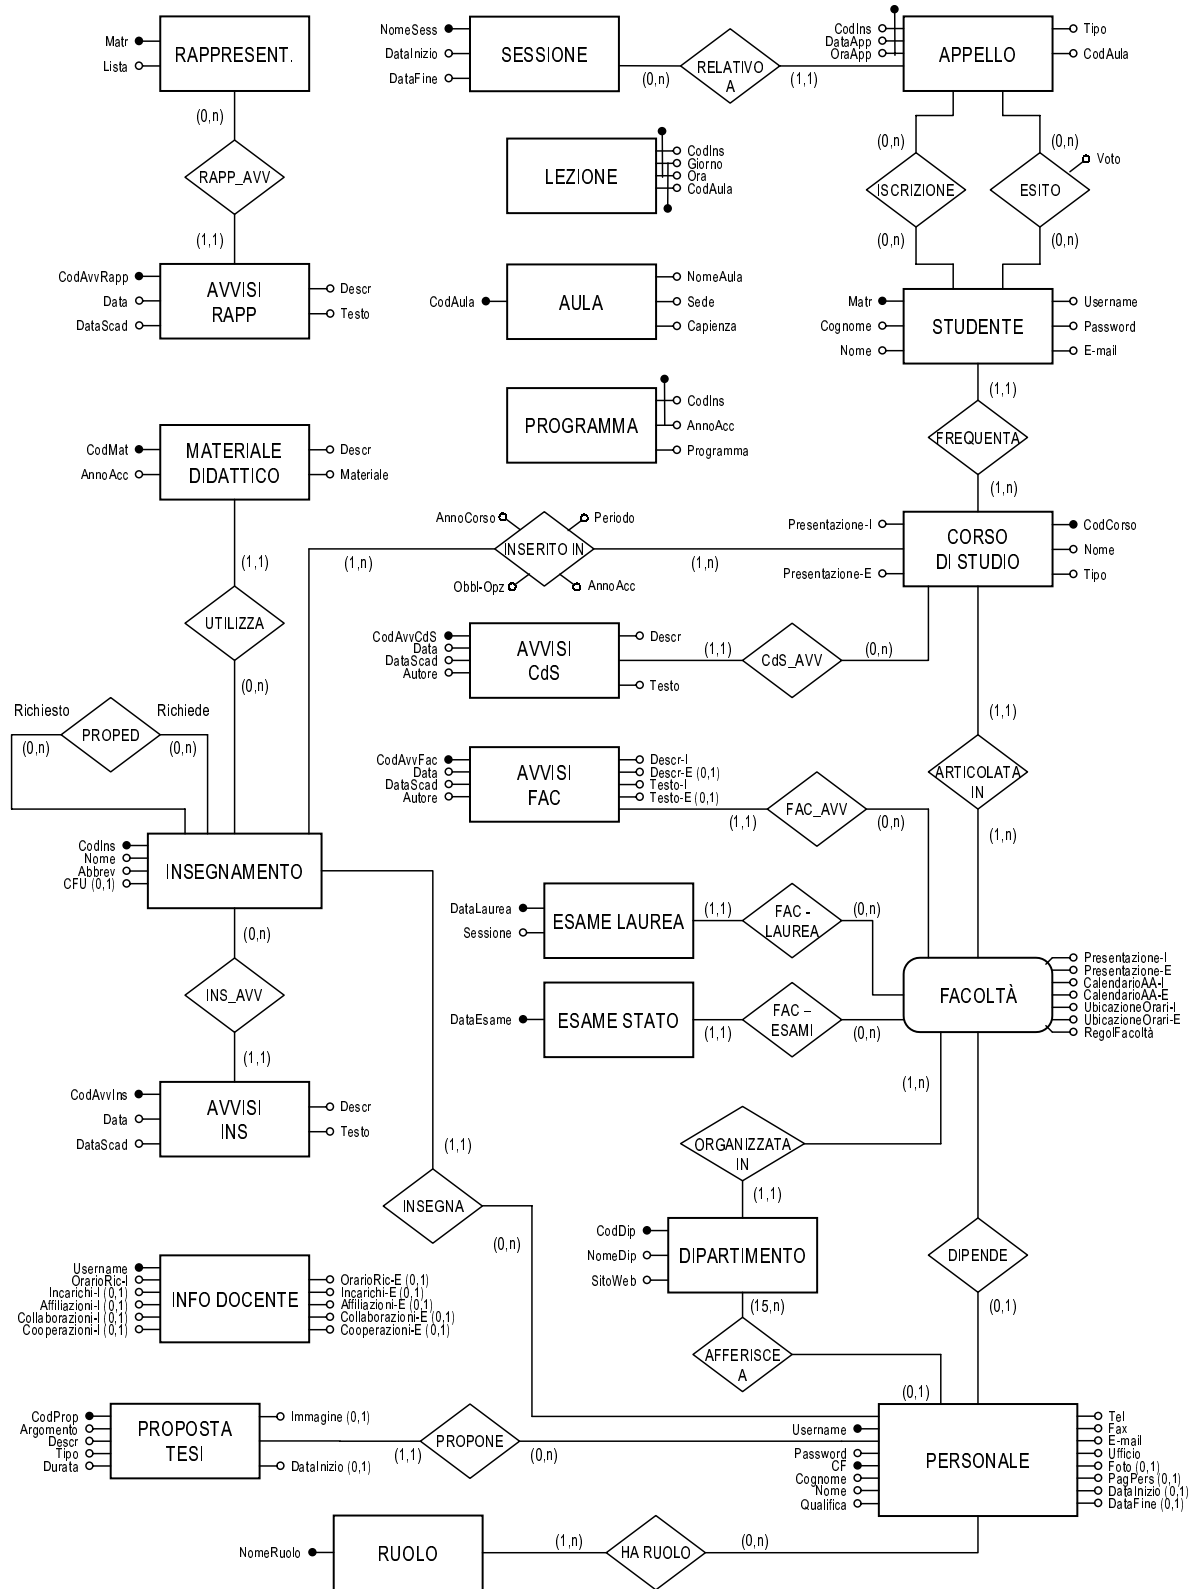 Matr
Lista
RAPPRESENT.
(0,n)
RAPP_AVV
(1,1)
CodAvvRapp
Data
DataScad
AVVISI
RAPP
Descr
Testo
NomeSess
DataInizio
DataFine
SESSIONE
(0,n)
RELATIVO
A
(1,1)
CodIns
DataApp
OraApp
APPELLO
Tipo
CodAula
LEZIONE
CodIns
Giorno
Ora
CodAula
(0,n)
(0,n)
ISCRIZIONE
ESITO
Voto
(0,n)
(0,n)
CodAula
AULA
NomeAula
Sede
Capienza
Matr
Cognome
Nome
STUDENTE
Username
Password
E-mail
PROGRAMMA
CodIns
AnnoAcc
Programma
(1,1)
FREQUENTA
(1,n)
CodMat
AnnoAcc
MATERIALE
DIDATTICO
Descr
Materiale
(1,1)
UTILIZZA
(0,n)
AnnoCorso
Periodo
INSERITO IN
(1,n)
(1,n)
Obbl-Opz
AnnoAcc
Presentazione-I
Presentazione-E
CORSO
DI STUDIO
CodCorso
Nome
Tipo
CodAvvCdS
Data
DataScad
Autore
AVVISI
CdS
Descr
Testo
(1,1)
CdS_AVV
(0,n)
(1,1)
ARTICOLATA
IN
(1,n)
Richiesto
Richiede
(0,n)
PROPED
(0,n)
CodAvvFac
Data
DataScad
Autore
AVVISI
FAC
Descr-I
Descr-E (0,1)
Testo-I
Testo-E (0,1)
(1,1)
FAC_AVV
(0,n)
CodIns
Nome
Abbrev
CFU (0,1)
INSEGNAMENTO
(0,n)
INS_AVV
(1,1)
DataLaurea
Sessione
ESAME LAUREA
(1,1)
FAC -
LAUREA
(0,n)
DataEsame
ESAME STATO
(1,1)
FAC –
ESAMI
(0,n)
FACOLTÀ
Presentazione-I
Presentazione-E
CalendarioAA-I
CalendarioAA-E
UbicazioneOrari-I
UbicazioneOrari-E
RegolFacoltà
CodAvvIns
Data
DataScad
AVVISI
INS
Descr
Testo
(1,1)
INSEGNA
(0,n)
(1,n)
ORGANIZZATA
IN
(1,1)
CodDip
NomeDip
SitoWeb
DIPARTIMENTO
(15,n)
AFFERISCE
A
(0,1)
DIPENDE
(0,1)
Username
OrarioRic-I
Incarichi-I (0,1)
Affiliazioni-I (0,1)
Collaborazioni-I (0,1)
Cooperazioni-I (0,1)
INFO DOCENTE
OrarioRic-E (0,1)
Incarichi-E (0,1)
Affiliazioni-E (0,1)
Collaborazioni-E (0,1)
Cooperazioni-E (0,1)
CodProp
Argomento
Descr
Tipo
Durata
PROPOSTA
TESI
Immagine (0,1)
DataInizio (0,1)
(1,1)
PROPONE
(0,n)
Username
Password
CF
Cognome
Nome
Qualifica
PERSONALE
Tel
Fax
E-mail
Ufficio
Foto (0,1)
PagPers (0,1)
DataInizio (0,1)
DataFine (0,1)
NomeRuolo
RUOLO
(1,n)
HA RUOLO
(0,n)